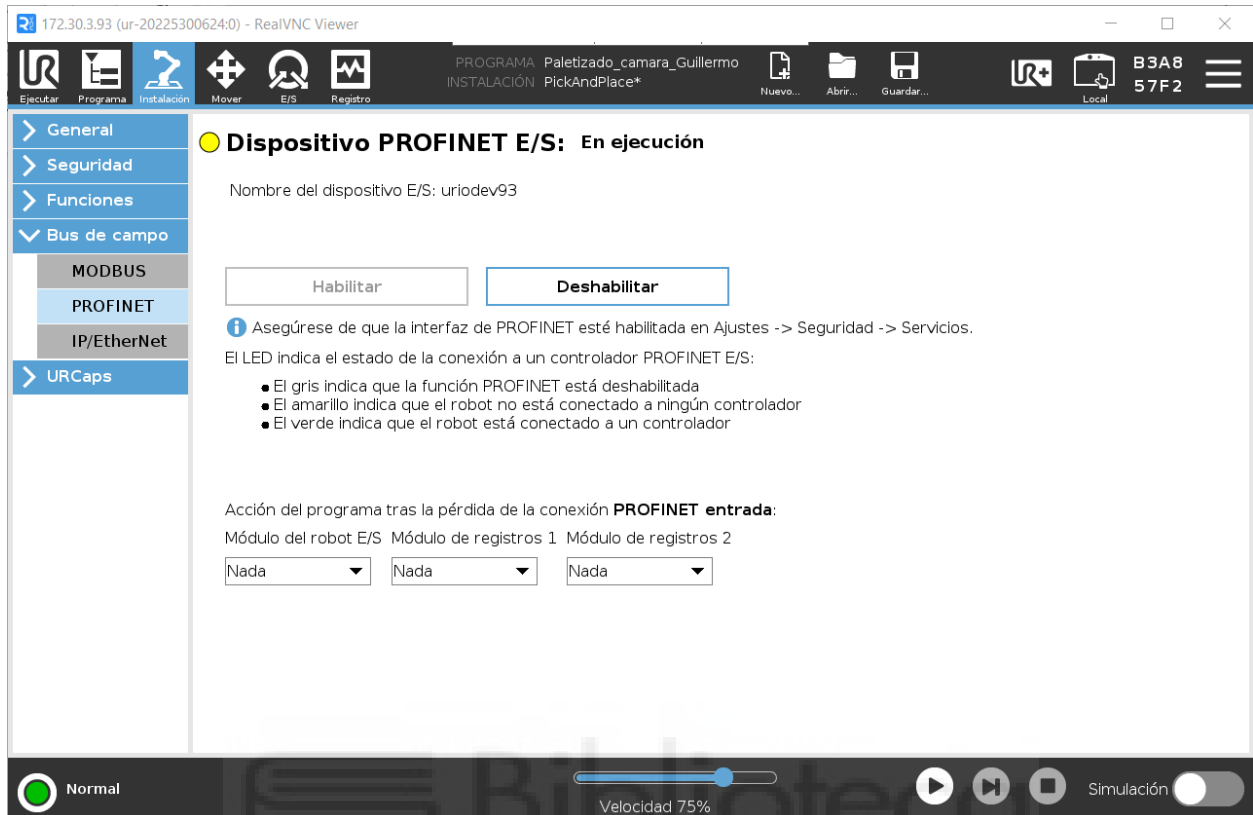 172.30.3.93 (ur-20225300624:0) - RealVNC Viewer
PROGRAMA Paletizado_camara_Guillermo
INSTALACIÓN PickAndPlace*
Ejecutar Programa Instalación Mover E/S Registro Nuevo... Abrir... Guardar... Local
UR+
B3A8
57F2
General
Seguridad
Funciones
Bus de campo
MODBUS
PROFINET
IP/EtherNet
URCaps
Dispositivo PROFINET E/S: En ejecución
Nombre del dispositivo E/S: uriodev93
Habilitar Deshabilitar
Asegúrese de que la interfaz de PROFINET esté habilitada en Ajustes -> Seguridad -> Servicios.
El LED indica el estado de la conexión a un controlador PROFINET E/S:
El gris indica que la función PROFINET está deshabilitada
El amarillo indica que el robot no está conectado a ningún controlador
El verde indica que el robot está conectado a un controlador
Acción del programa tras la pérdida de la conexión PROFINET entrada:
Módulo del robot E/S Módulo de registros 1 Módulo de registros 2
Nada Nada Nada
Normal
Velocidad 75%
Simulación